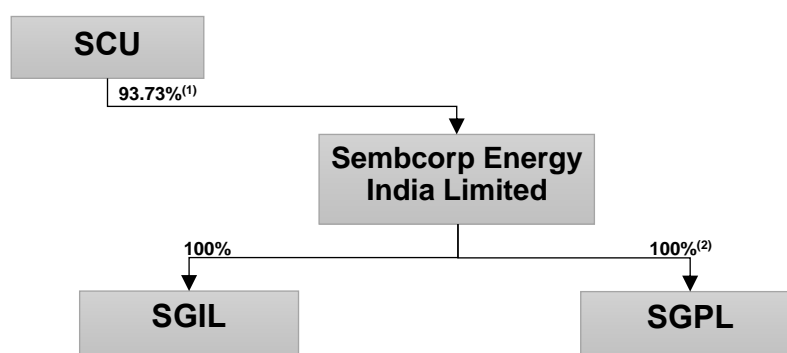 SCU
93.73%(1)
Sembcorp Energy
India Limited
100%
100%(2)
SGIL
SGPL